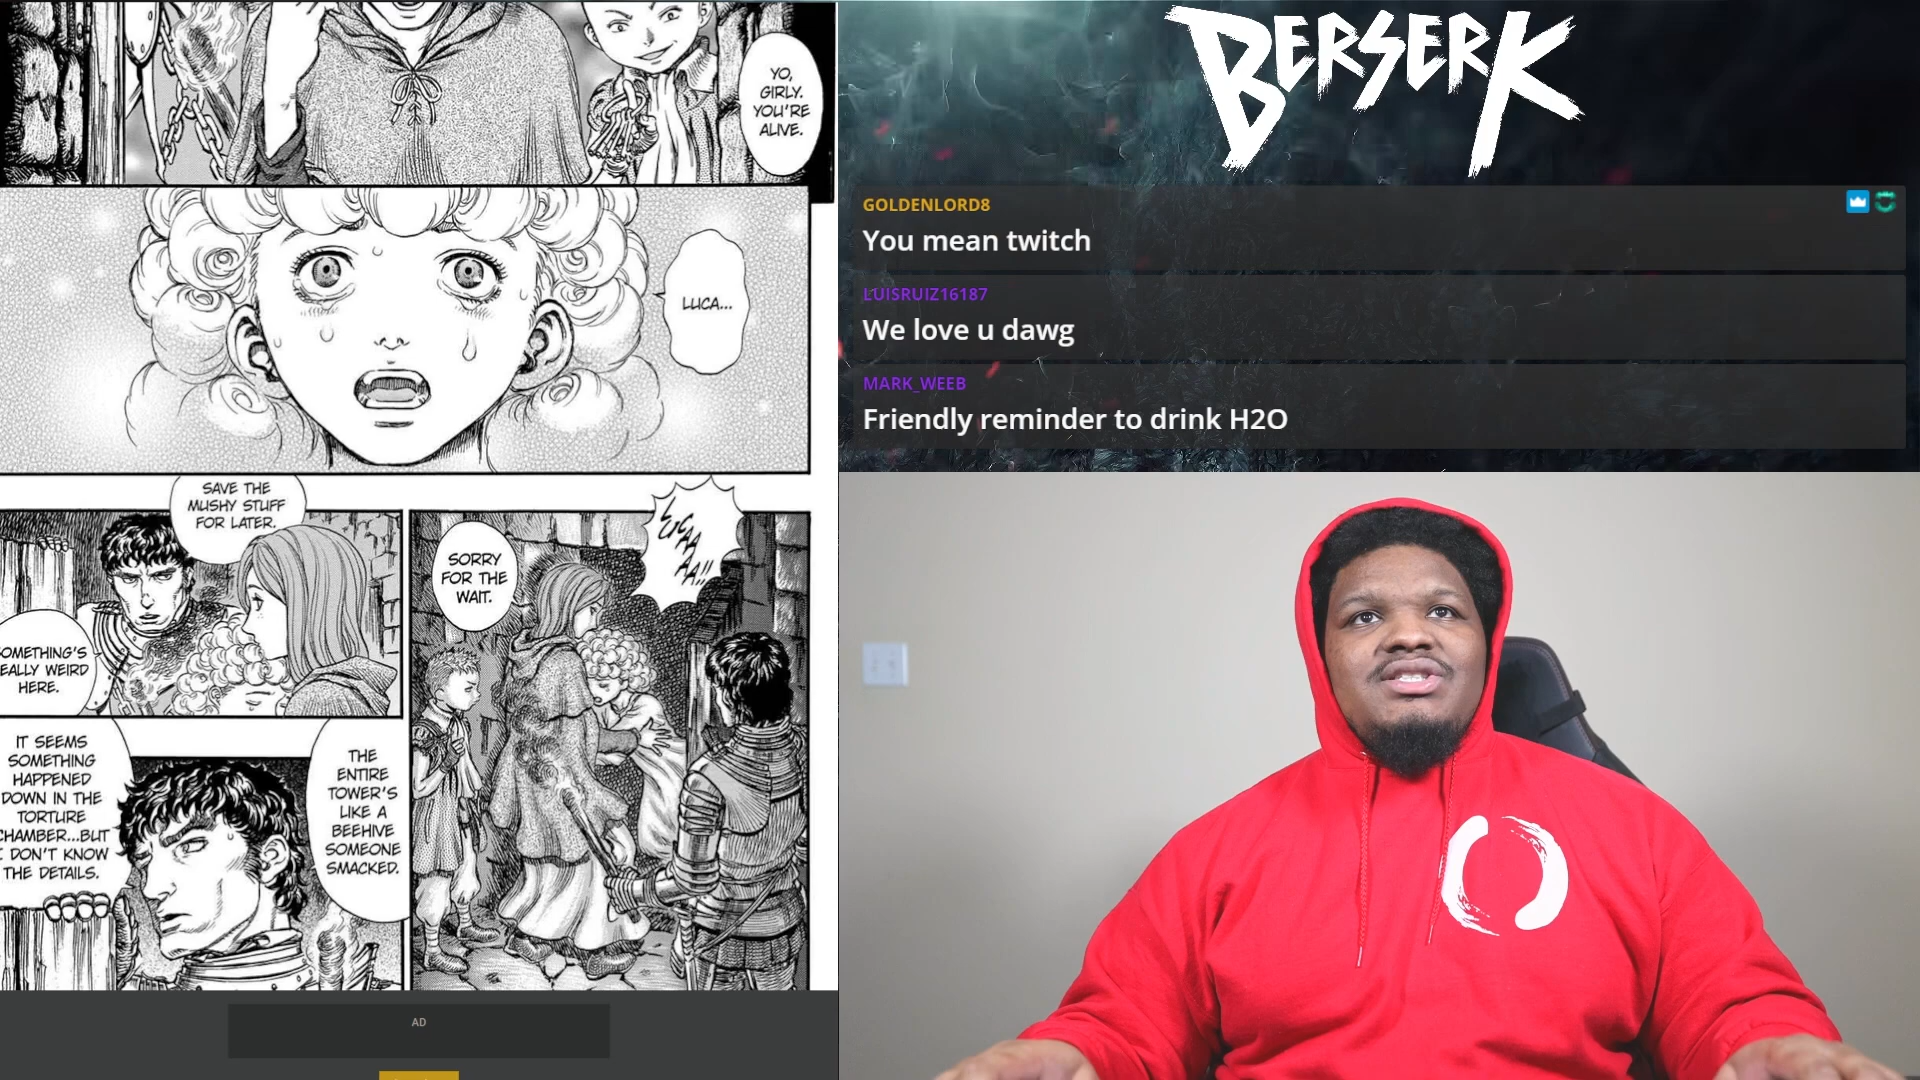 YO,
GIRLY.
YOU'RE
ALIVE.
LUCA...
SAVE THE
MUSHY STUFF
FOR LATER.
OMETHING'S
EALLY WEIRD
HERE.
SORRY
FOR THE
WAIT.
IT SEEMS
SOMETHING
HAPPENED
DOWN IN THE
TORTURE
CHAMBER...BUT
I DON'T KNOW
THE DETAILS.
THE
ENTIRE
TOWER'S
LIKE A
BEEHIVE
SOMEONE
SMACKED.
AD
BERSERK
GOLDENLORD8
You mean twitch
LUISRUIZ16187
We love u dawg
MARK_WEEB
Friendly reminder to drink H2O